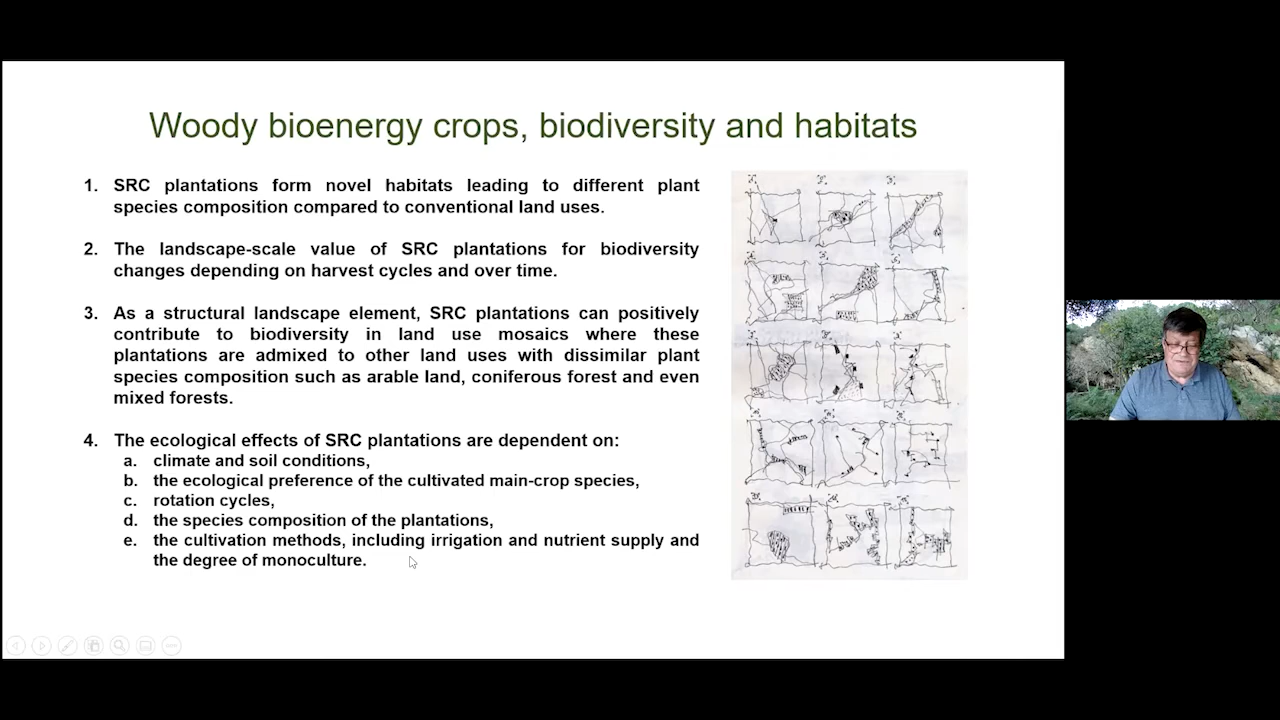 Woody bioenergy crops, biodiversity and habitats
1. SRC plantations form novel habitats leading to different plant
species composition compared to conventional land uses.
2. The landscape-scale value of SRC plantations for biodiversity
changes depending on harvest cycles and over time.
3. As a structural landscape element, SRC plantations can positively
contribute to biodiversity in land use mosaics where these
plantations are admixed to other land uses with dissimilar plant
species composition such as arable land, coniferous forest and even
mixed forests.
4. The ecological effects of SRC plantations are dependent on:
a. climate and soil conditions,
b. the ecological preference of the cultivated main-crop species,
c. rotation cycles,
d. the species composition of the plantations,
e. the cultivation methods, including irrigation and nutrient supply and
the degree of monoculture.